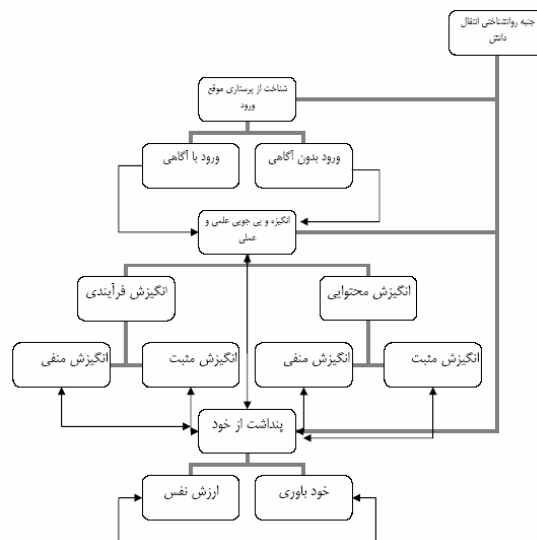 جنبه روانشناختی انتقال
دانش
شناخت از پرستاری موقع
ورود
ورود بدون آگاهی
ورود با آگاهی
انگیزه و پی جویی علمی و
عملی
انگیزش محتوایی
انگیزش فرآیندی
انگیزش مثبت
انگیزش منفی
انگیزش مثبت
انگیزش منفی
پنداشت از خود
خود باوری
ارزش نفس